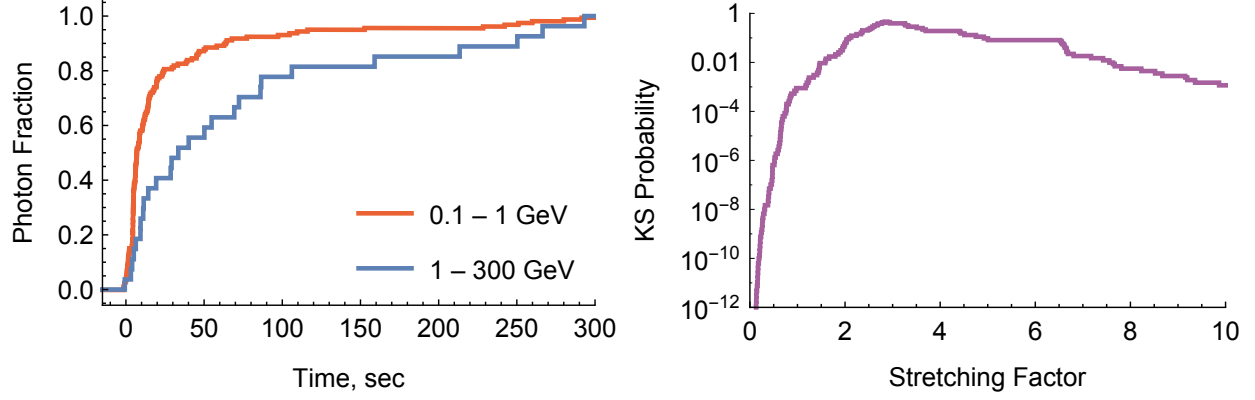 1.0
0.8
0.6
0.4
0.2
0.0
Photon Fraction
0.1 – 1 GeV
1 – 300 GeV
0 50 100 150 200 250 300
Time, sec
1
0.01
10⁻⁴
10⁻⁶
10⁻⁸
10⁻¹⁰
10⁻¹²
KS Probability
0 2 4 6 8 10
Stretching Factor